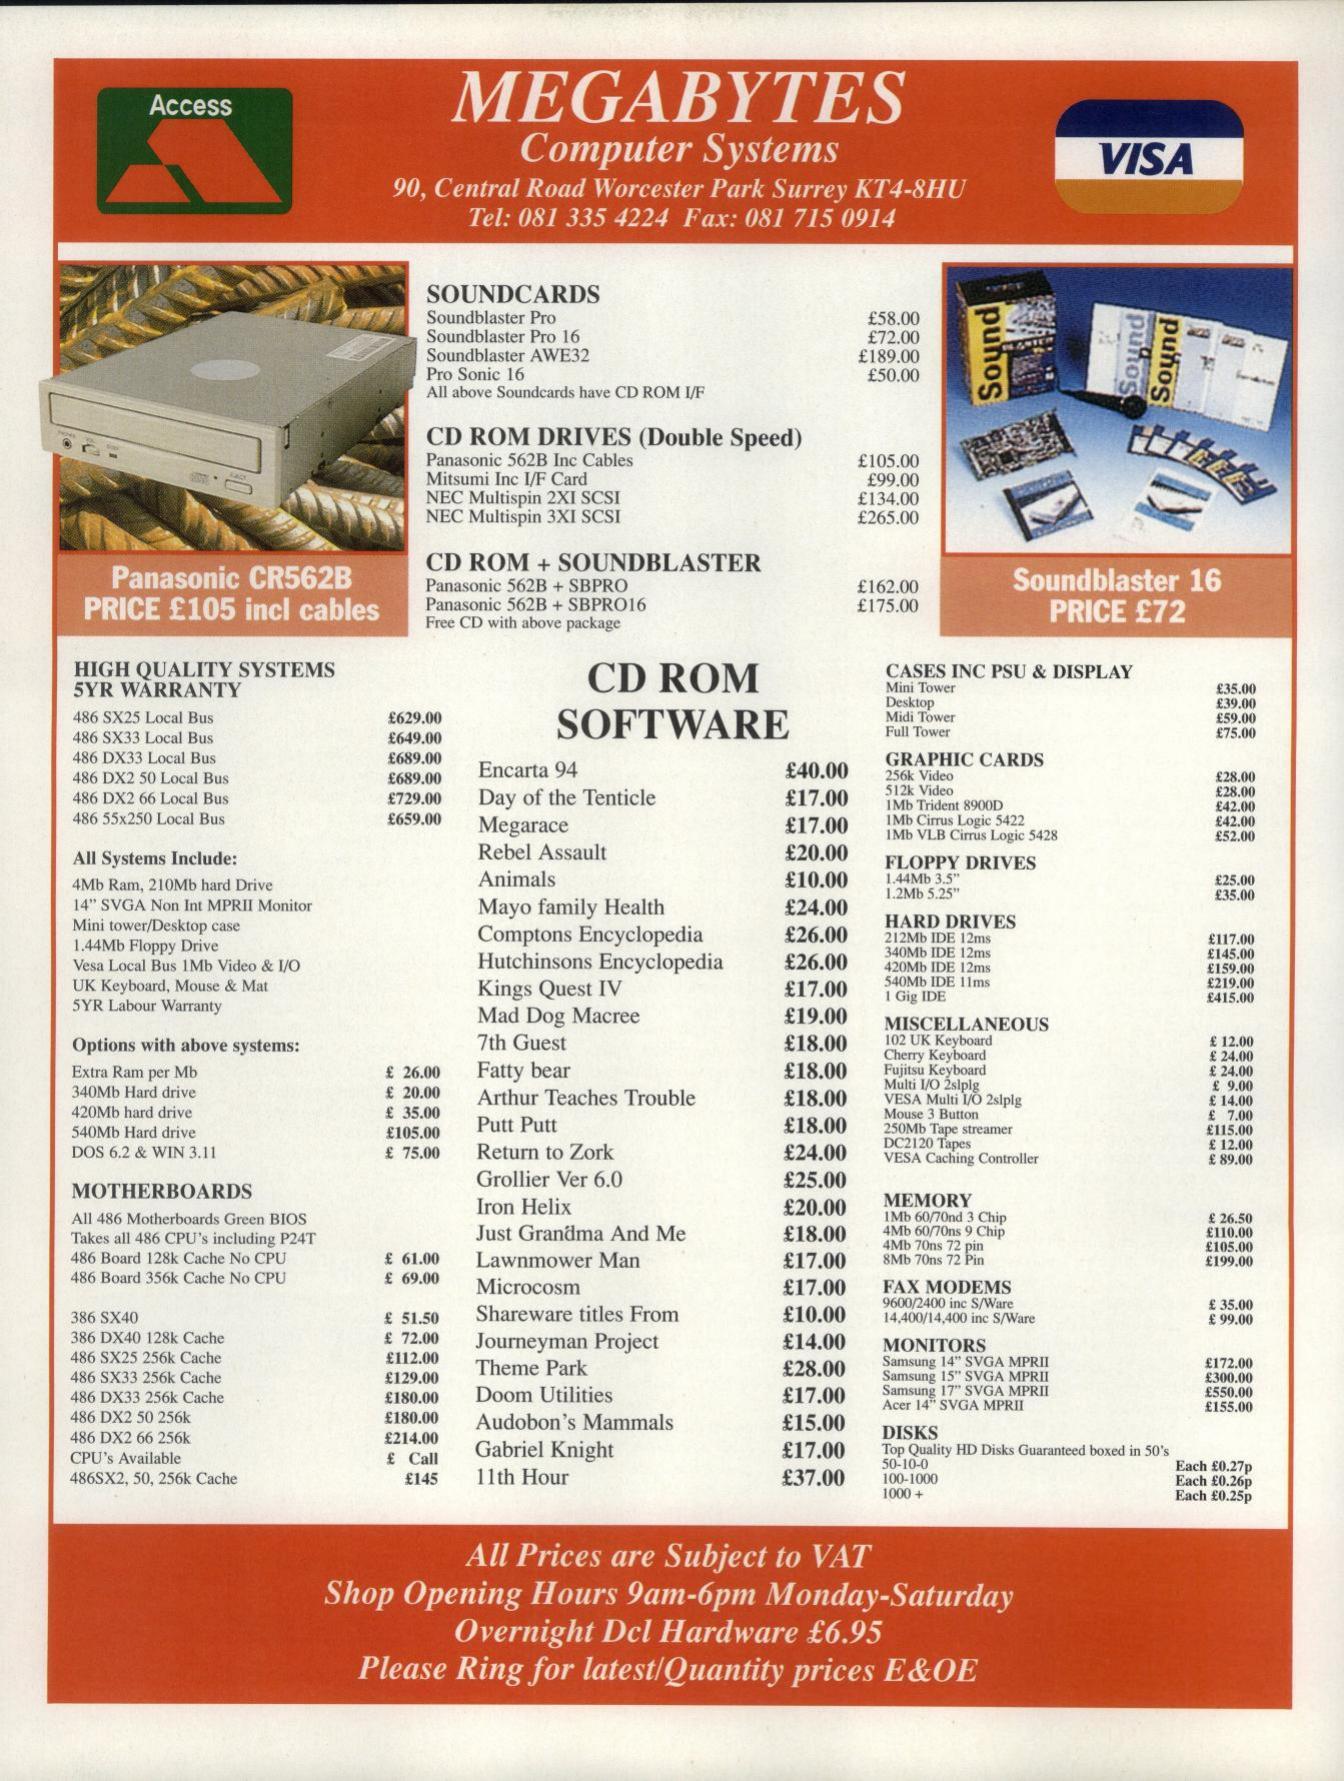 Access
MEGABYTES
Computer Systems
90, Central Road Worcester Park Surrey KT4-8HU
Tel: 081 335 4224 Fax: 081 715 0914
VISA
SOUNDCARDS
Soundblaster Pro £58.00
Soundblaster Pro 16 £72.00
Soundblaster AWE32 £189.00
Pro Sonic 16 £50.00
All above Soundcards have CD ROM I/F
CD ROM DRIVES (Double Speed)
Panasonic 562B Inc Cables £105.00
Mitsumi Inc I/F Card £99.00
NEC Multispin 2XI SCSI £134.00
NEC Multispin 3XI SCSI £265.00
CD ROM + SOUNDBLASTER
Panasonic 562B + SBPRO £162.00
Panasonic 562B + SBPRO16 £175.00
Free CD with above package
Panasonic CR562B
PRICE £105 incl cables
Sound
Sound
Sound
Soundblaster 16
PRICE £72
HIGH QUALITY SYSTEMS
5YR WARRANTY
486 SX25 Local Bus £629.00
486 SX33 Local Bus £649.00
486 DX33 Local Bus £689.00
486 DX2 50 Local Bus £689.00
486 DX2 66 Local Bus £729.00
486 55x250 Local Bus £659.00
All Systems Include:
4Mb Ram, 210Mb hard Drive
14” SVGA Non Int MPRII Monitor
Mini tower/Desktop case
1.44Mb Floppy Drive
Vesa Local Bus 1Mb Video & I/O
UK Keyboard, Mouse & Mat
5YR Labour Warranty
Options with above systems:
Extra Ram per Mb £ 26.00
340Mb Hard drive £ 20.00
420Mb hard drive £ 35.00
540Mb Hard drive £105.00
DOS 6.2 & WIN 3.11 £ 75.00
MOTHERBOARDS
All 486 Motherboards Green BIOS
Takes all 486 CPU's including P24T
486 Board 128k Cache No CPU £ 61.00
486 Board 356k Cache No CPU £ 69.00
386 SX40 £ 51.50
386 DX40 128k Cache £ 72.00
486 SX25 256k Cache £112.00
486 SX33 256k Cache £129.00
486 DX33 256k Cache £180.00
486 DX2 50 256k £180.00
486 DX2 66 256k £214.00
CPU's Available £ Call
486SX2, 50, 256k Cache £145
CD ROM
SOFTWARE
Encarta 94 £40.00
Day of the Tenticle £17.00
Megarace £17.00
Rebel Assault £20.00
Animals £10.00
Mayo family Health £24.00
Comptons Encyclopedia £26.00
Hutchinsons Encyclopedia £26.00
Kings Quest IV £17.00
Mad Dog Macree £19.00
7th Guest £18.00
Fatty bear £18.00
Arthur Teaches Trouble £18.00
Putt Putt £18.00
Return to Zork £24.00
Grollier Ver 6.0 £25.00
Iron Helix £20.00
Just Grandma And Me £18.00
Lawnmower Man £17.00
Microcosm £17.00
Shareware titles From £10.00
Journeyman Project £14.00
Theme Park £28.00
Doom Utilities £17.00
Audobon's Mammals £15.00
Gabriel Knight £17.00
11th Hour £37.00
CASES INC PSU & DISPLAY
Mini Tower £35.00
Desktop £39.00
Midi Tower £59.00
Full Tower £75.00
GRAPHIC CARDS
256k Video £28.00
512k Video £28.00
1Mb Trident 8900D £42.00
1Mb Cirrus Logic 5422 £42.00
1Mb VLB Cirrus Logic 5428 £52.00
FLOPPY DRIVES
1.44Mb 3.5” £25.00
1.2Mb 5.25” £35.00
HARD DRIVES
212Mb IDE 12ms £117.00
340Mb IDE 12ms £145.00
420Mb IDE 12ms £159.00
540Mb IDE 11ms £219.00
1 Gig IDE £415.00
MISCELLANEOUS
102 UK Keyboard £ 12.00
Cherry Keyboard £ 24.00
Fujitsu Keyboard £ 24.00
Multi I/O 2slplg £ 9.00
VESA Multi I/O 2slplg £ 14.00
Mouse 3 Button £ 7.00
250Mb Tape streamer £115.00
DC2120 Tapes £ 12.00
VESA Caching Controller £ 89.00
MEMORY
1Mb 60/70nd 3 Chip £ 26.50
4Mb 60/70ns 9 Chip £110.00
4Mb 70ns 72 pin £105.00
8Mb 70ns 72 Pin £199.00
FAX MODEMS
9600/2400 inc S/Ware £ 35.00
14,400/14,400 inc S/Ware £ 99.00
MONITORS
Samsung 14” SVGA MPRII £172.00
Samsung 15” SVGA MPRII £300.00
Samsung 17” SVGA MPRII £550.00
Acer 14” SVGA MPRII £155.00
DISKS
Top Quality HD Disks Guaranteed boxed in 50's
50-10-0 Each £0.27p
100-1000 Each £0.26p
1000 + Each £0.25p
All Prices are Subject to VAT
Shop Opening Hours 9am-6pm Monday-Saturday
Overnight Dcl Hardware £6.95
Please Ring for latest/Quantity prices E&OE